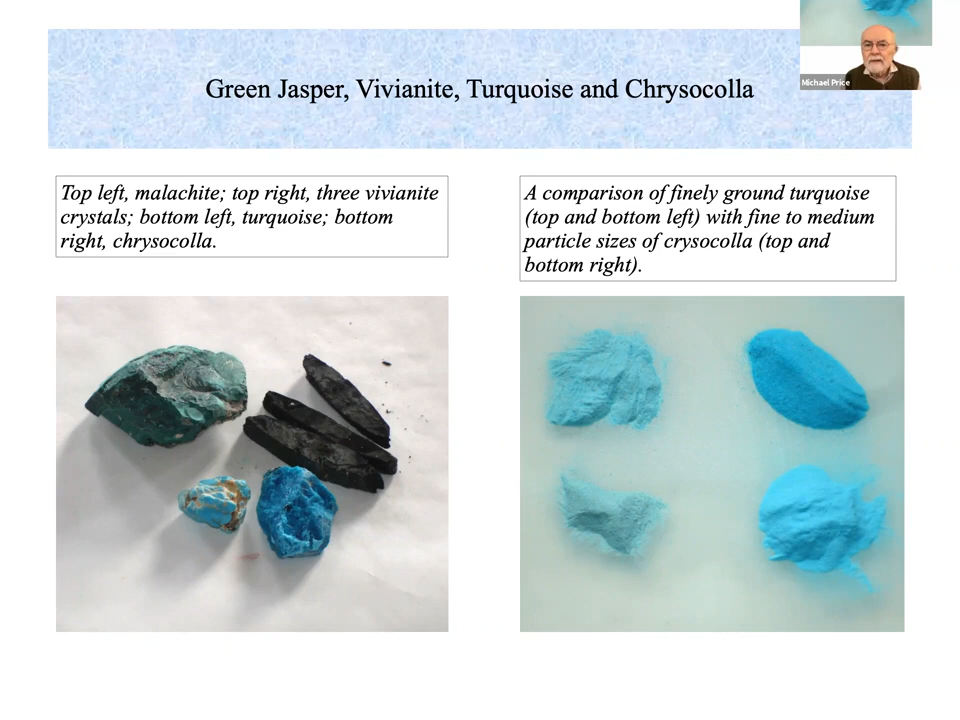 Green Jasper, Vivianite, Turquoise and Chrysocolla
Michael Price
Top left, malachite; top right, three vivianite
crystals; bottom left, turquoise; bottom
right, chrysocolla.
A comparison of finely ground turquoise
(top and bottom left) with fine to medium
particle sizes of crysocolla (top and
bottom right).